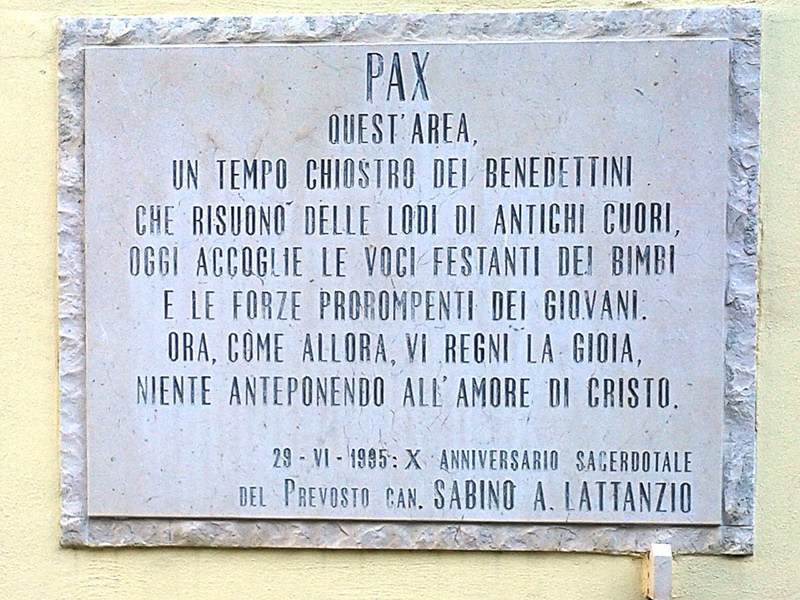 PAX
QUEST'AREA,
UN TEMPO CHIOSTRO DEI BENEDETTINI
CHE RISUONÒ DELLE LODI DI ANTICHI CUORI,
OGGI ACCOGLIE LE VOCI FESTANTI DEI BIMBI
E LE FORZE PROROMPENTI DEI GIOVANI.
ORA, COME ALLORA, VI REGNI LA GIOIA,
NIENTE ANTEPONENDO ALL'AMORE DI CRISTO.
29-VI-1995: X ANNIVERSARIO SACERDOTALE
DEL PREVOSTO CAN. SABINO A. LATTANZIO